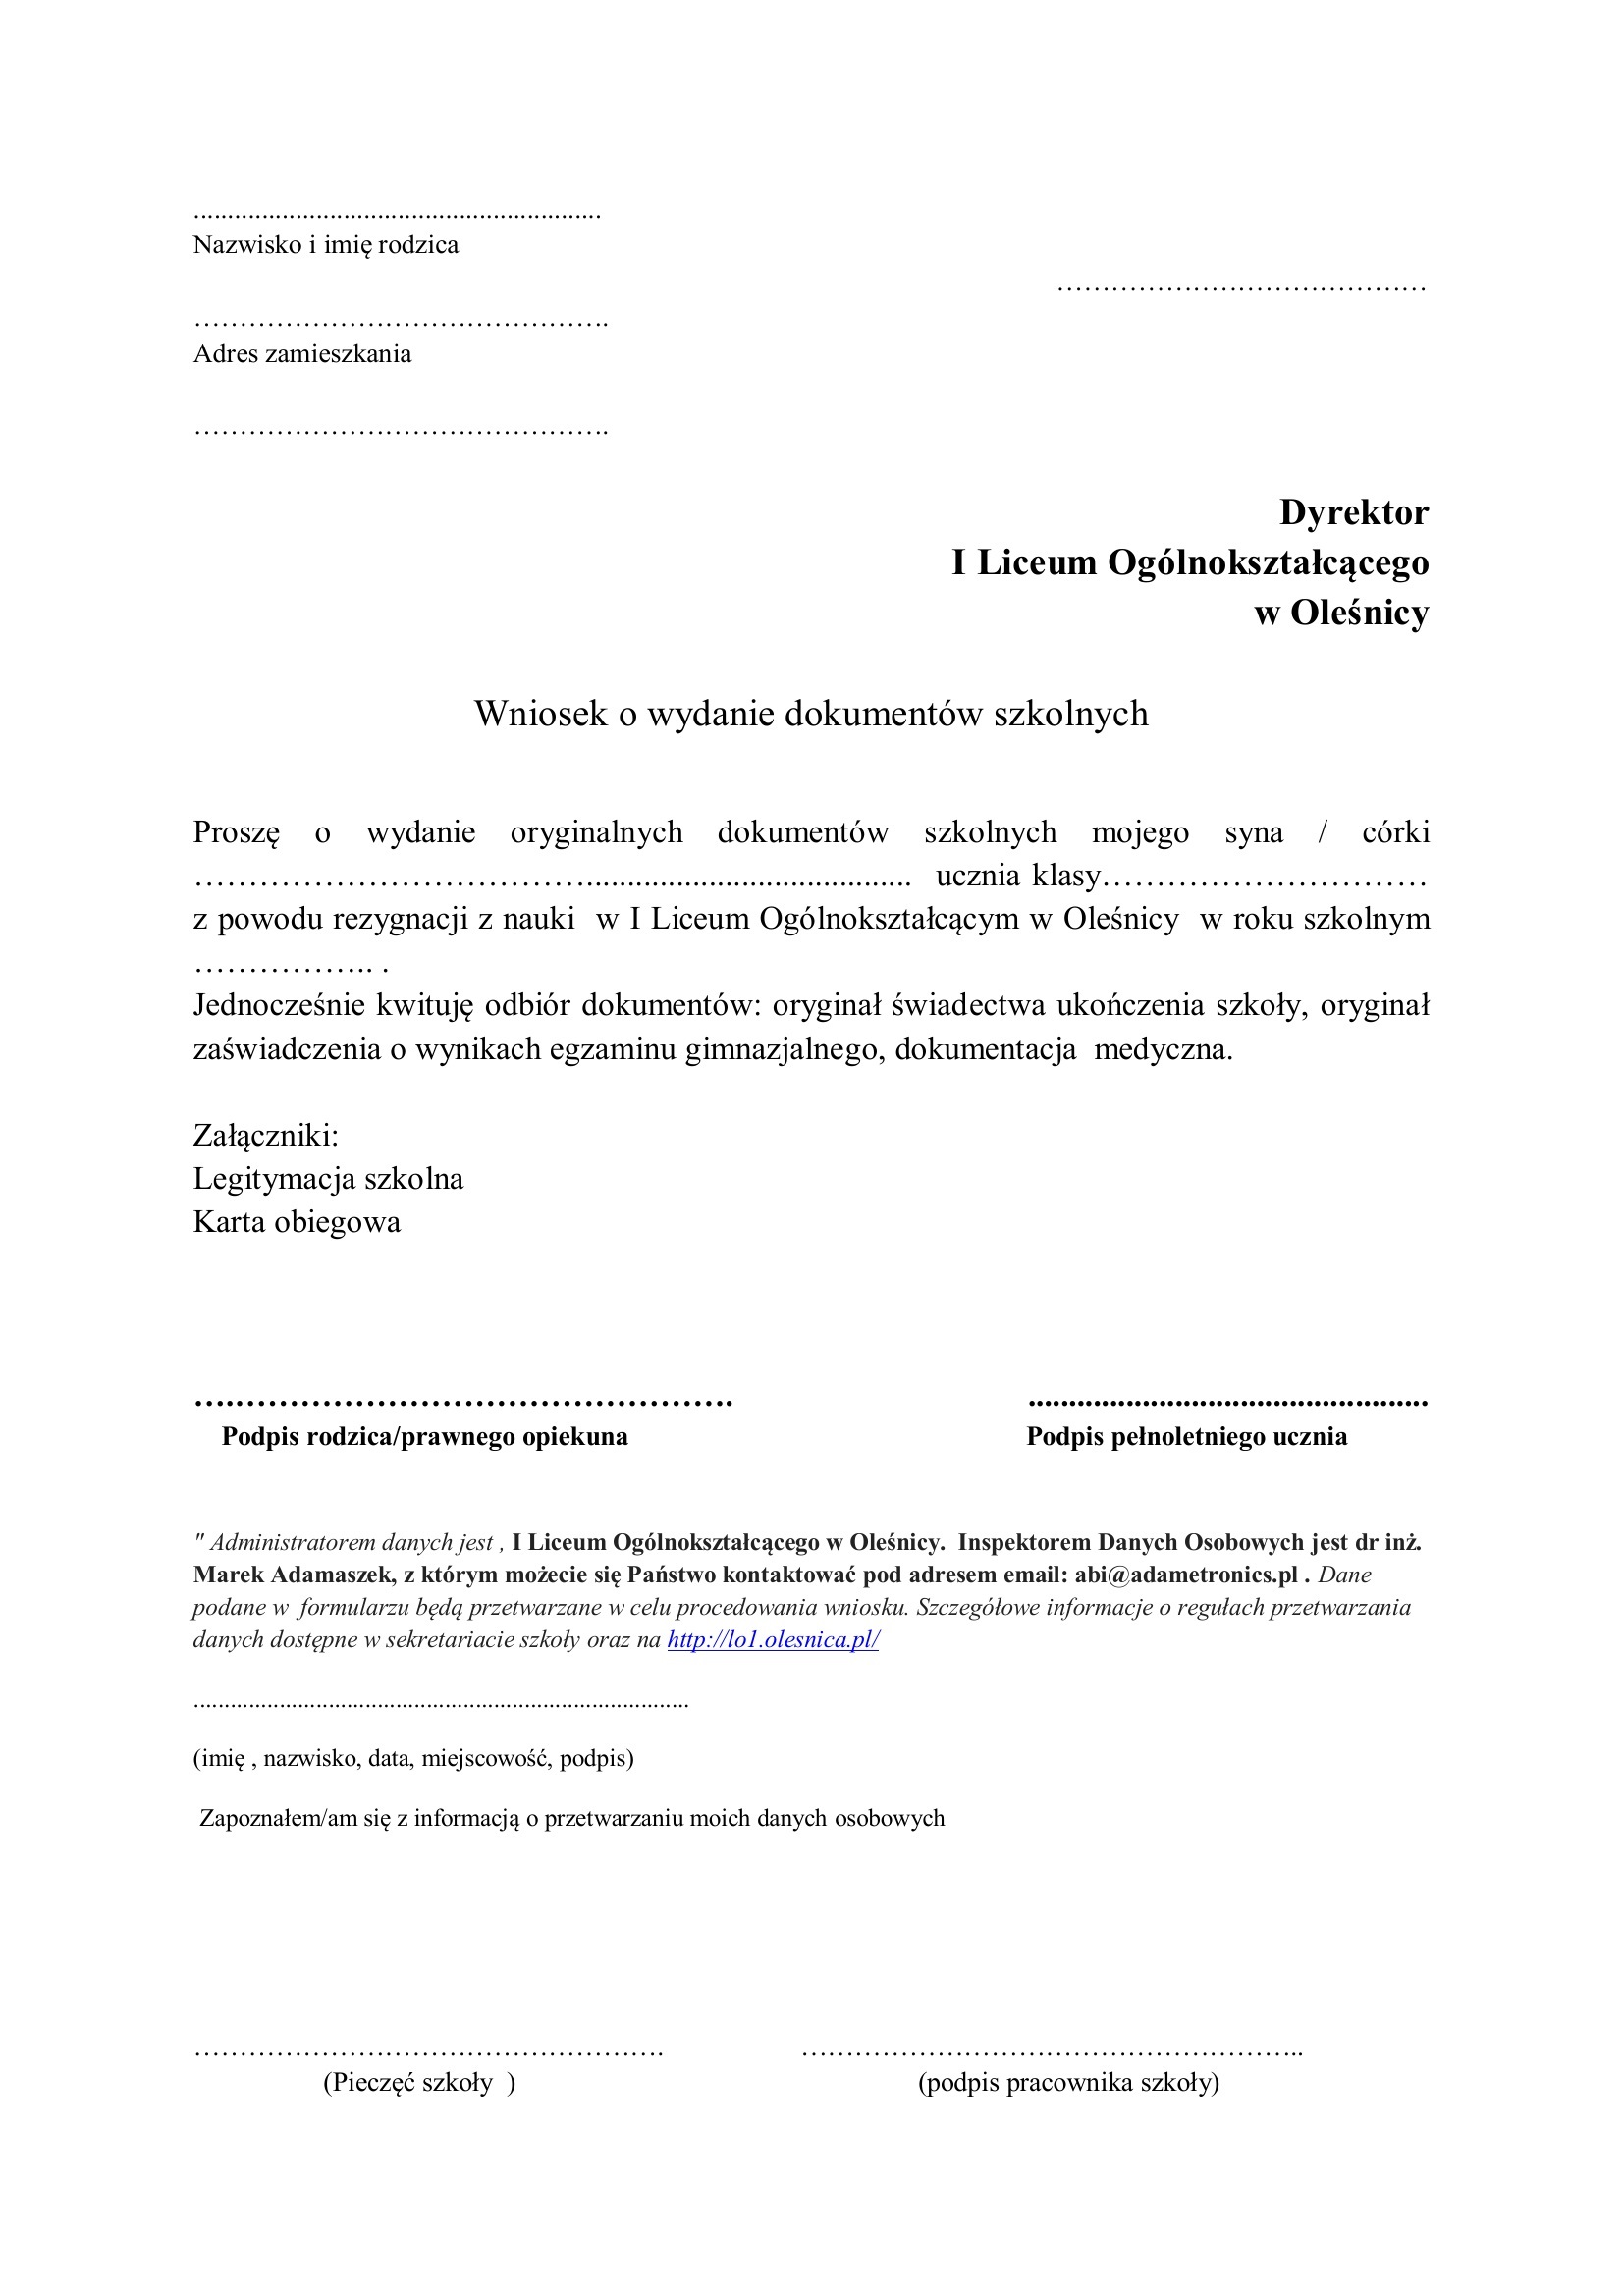 ...........................................................
Nazwisko i imię rodzica
……………………………………
……………………………………….
Adres zamieszkania
……………………………………….
Dyrektor
I Liceum Ogólnokształcącego
w Oleśnicy
Wniosek o wydanie dokumentów szkolnych
Proszę o wydanie oryginalnych dokumentów szkolnych mojego syna / córki
……………………………….......................................... ucznia klasy…………………………
z powodu rezygnacji z nauki w I Liceum Ogólnokształcącym w Oleśnicy w roku szkolnym
…………….. .
Jednocześnie kwituję odbiór dokumentów: oryginał świadectwa ukończenia szkoły, oryginał
zaświadczenia o wynikach egzaminu gimnazjalnego, dokumentacja medyczna.
Załączniki:
Legitymacja szkolna
Karta obiegowa
………………………………………………. .................................................
Podpis rodzica/prawnego opiekuna Podpis pełnoletniego ucznia
" Administratorem danych jest , I Liceum Ogólnokształcącego w Oleśnicy. Inspektorem Danych Osobowych jest dr inż.
Marek Adamaszek, z którym możecie się Państwo kontaktować pod adresem email: abi@adametronics.pl . Dane
podane w formularzu będą przetwarzane w celu procedowania wniosku. Szczegółowe informacje o regułach przetwarzania
danych dostępne w sekretariacie szkoły oraz na http://lo1.olesnica.pl/
................................................................................
(imię , nazwisko, data, miejscowość, podpis)
Zapoznałem/am się z informacją o przetwarzaniu moich danych osobowych
……………………………………………. ………………………………………………..
(Pieczęć szkoły ) (podpis pracownika szkoły)